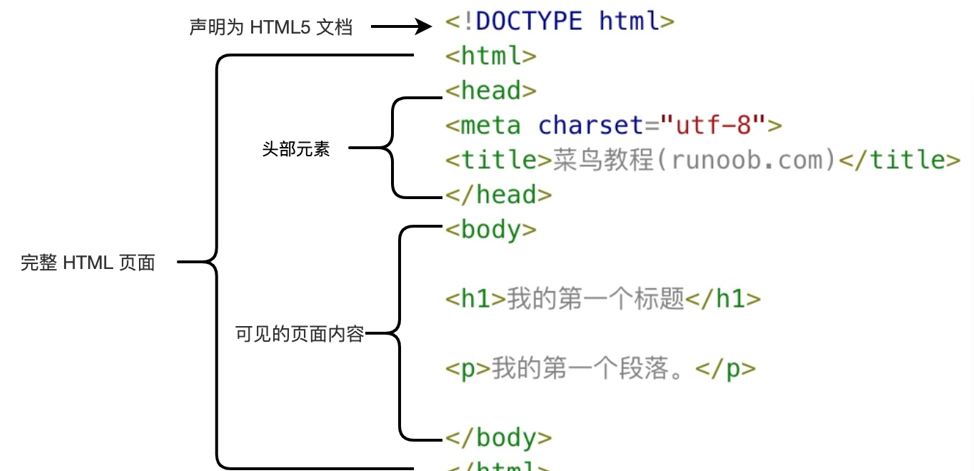 声明为 HTML5 文档
<!DOCTYPE html>
<html>
<head>
<meta charset="utf-8">
头部元素
<title>菜鸟教程(runoob.com)</title>
</head>
<body>
完整 HTML 页面
<h1>我的第一个标题</h1>
可见的页面内容
<p>我的第一个段落。</p>
</body>
</html>